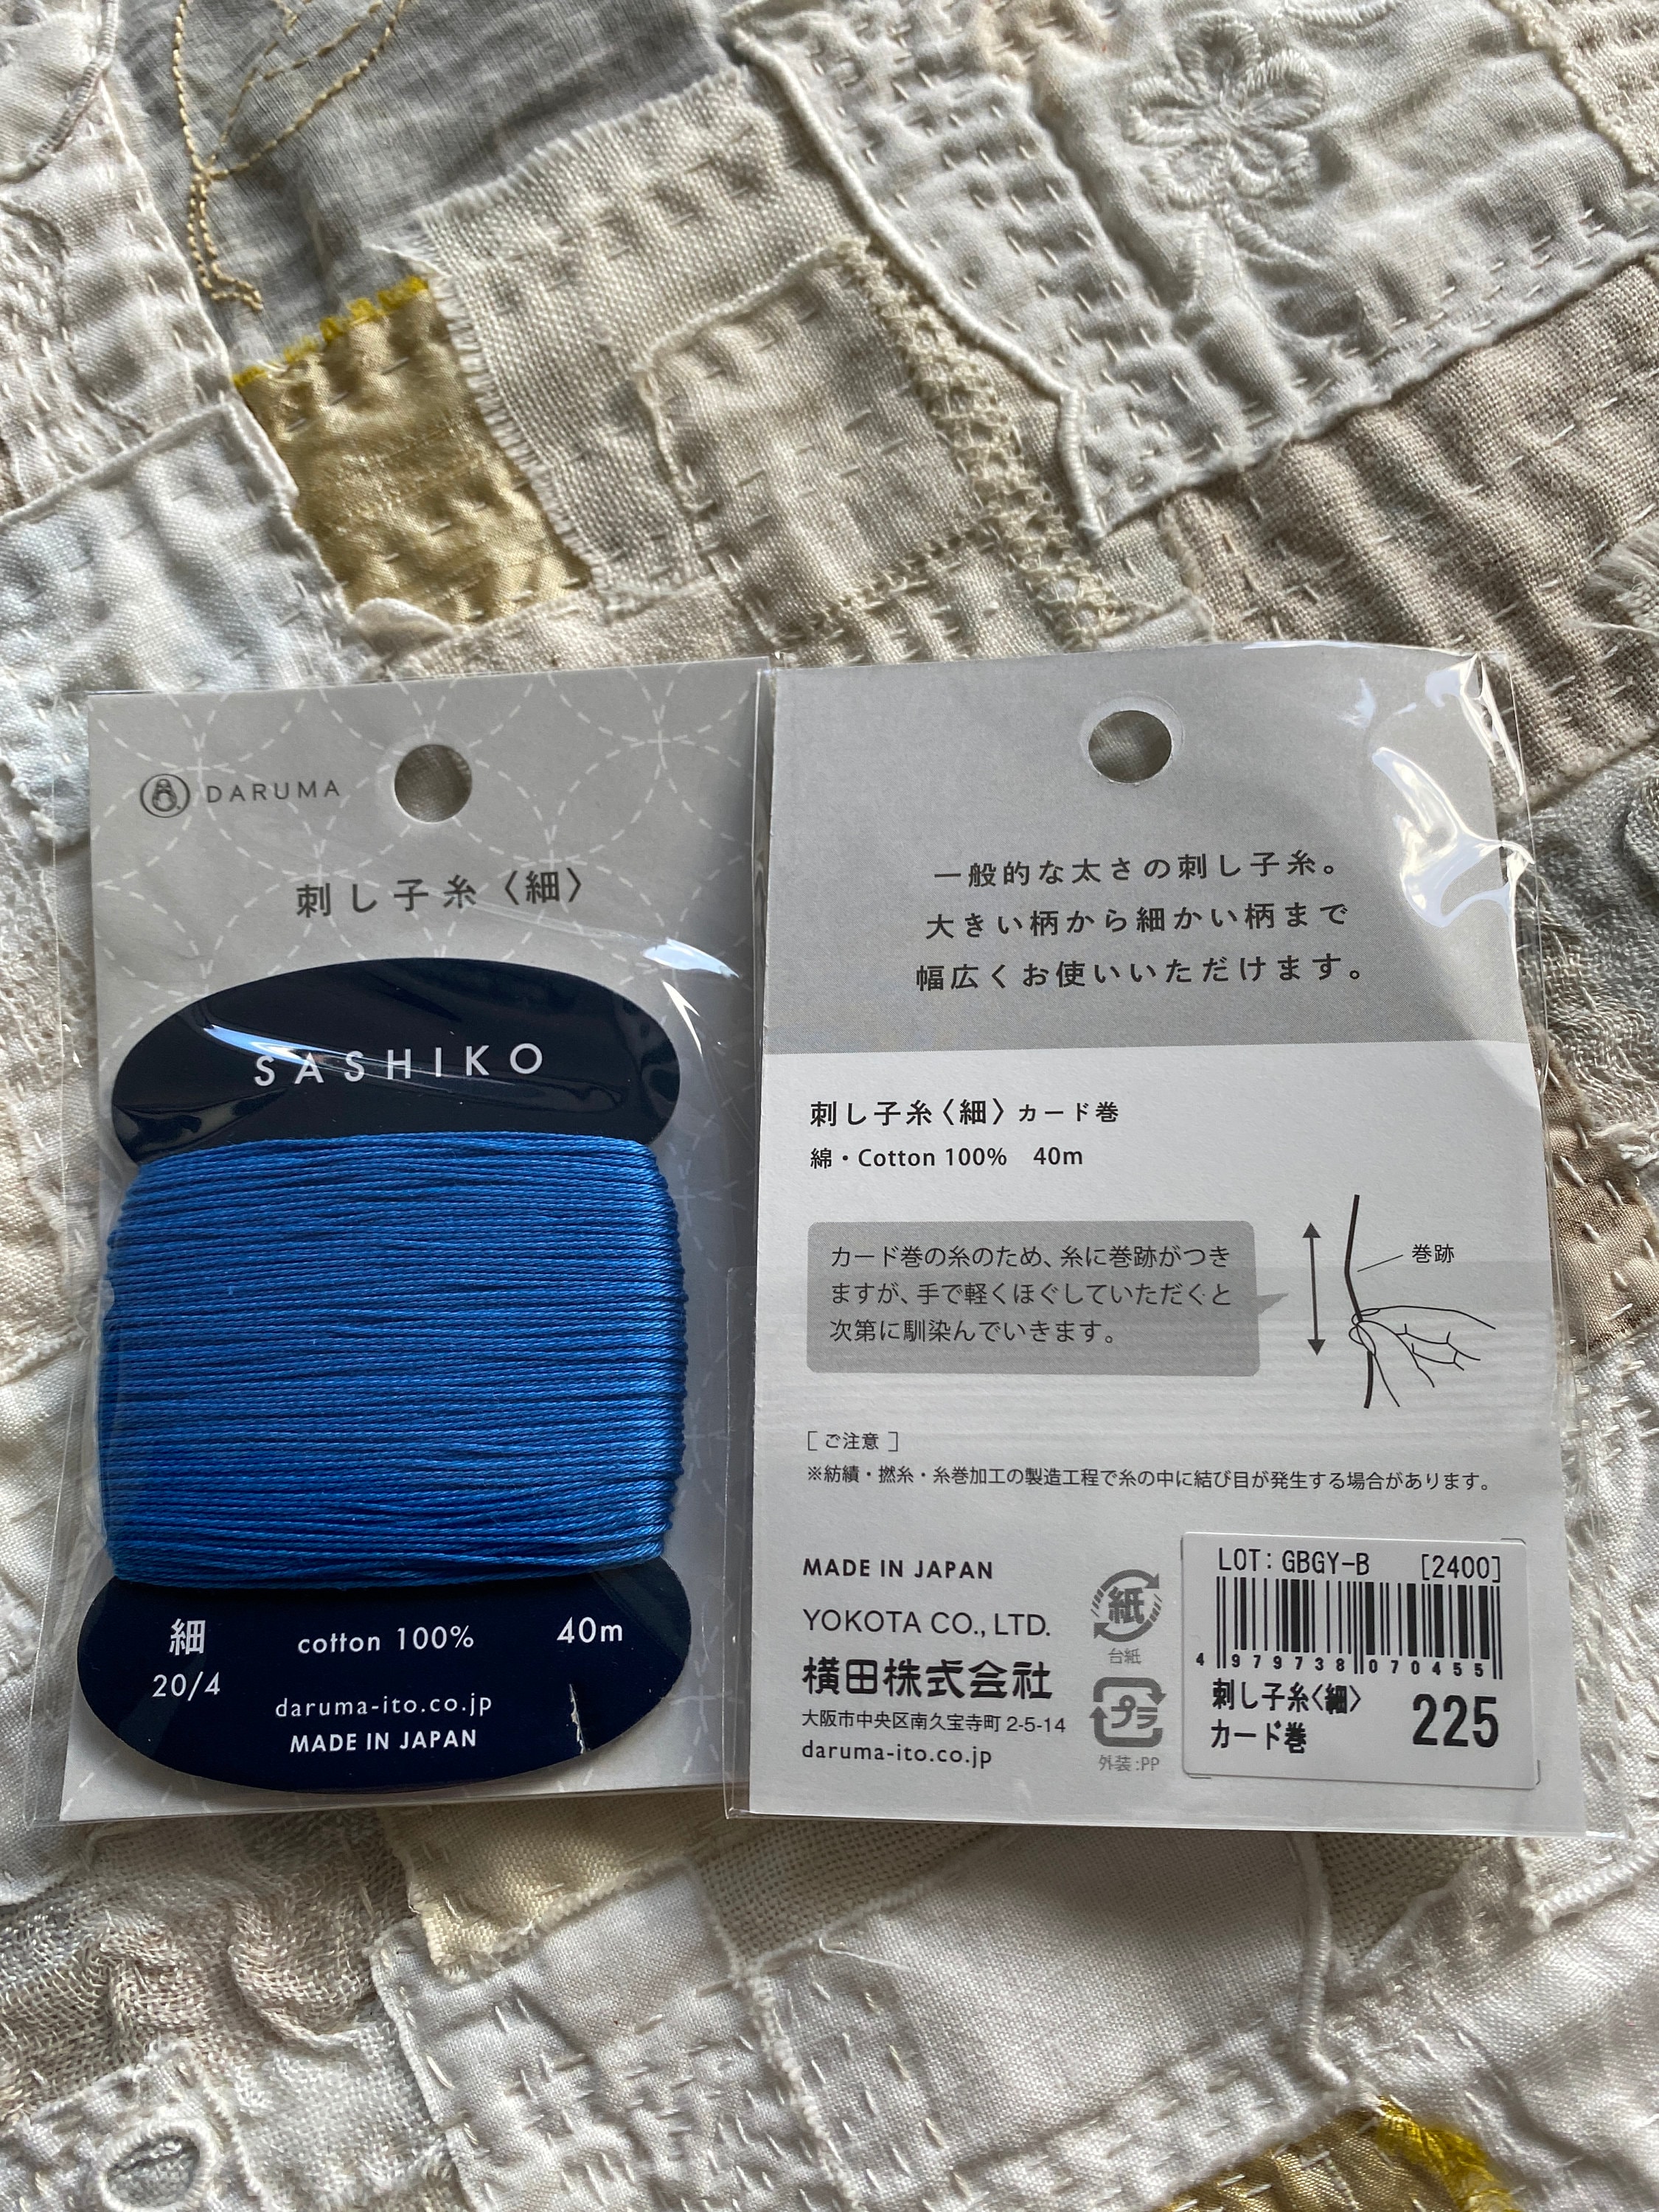 DARUMA
刺し子糸〈細〉
SASHIKO
細
20/4
cotton 100%
40m
daruma-ito.co.jp
MADE IN JAPAN
一般的な太さの刺し子糸。
大きい柄から細かい柄まで
幅広くお使いいただけます。
刺し子糸〈細〉カード巻
綿・Cotton 100% 40m
カード巻の糸のため、糸に巻跡がつき
ますが、手で軽くほぐしていただくと
次第に馴染んでいきます。
巻跡
[ ご注意 ]
※紡績・撚糸・糸巻加工の製造工程で糸の中に結び目が発生する場合があります。
MADE IN JAPAN
YOKOTA CO., LTD.
横田株式会社
大阪市中央区南久宝寺町 2-5-14
daruma-ito.co.jp
紙
台紙
プラ
外装:PP
LOT: GBGY-B [2400]
4 979738 070455
刺し子糸〈細〉
カード巻
225